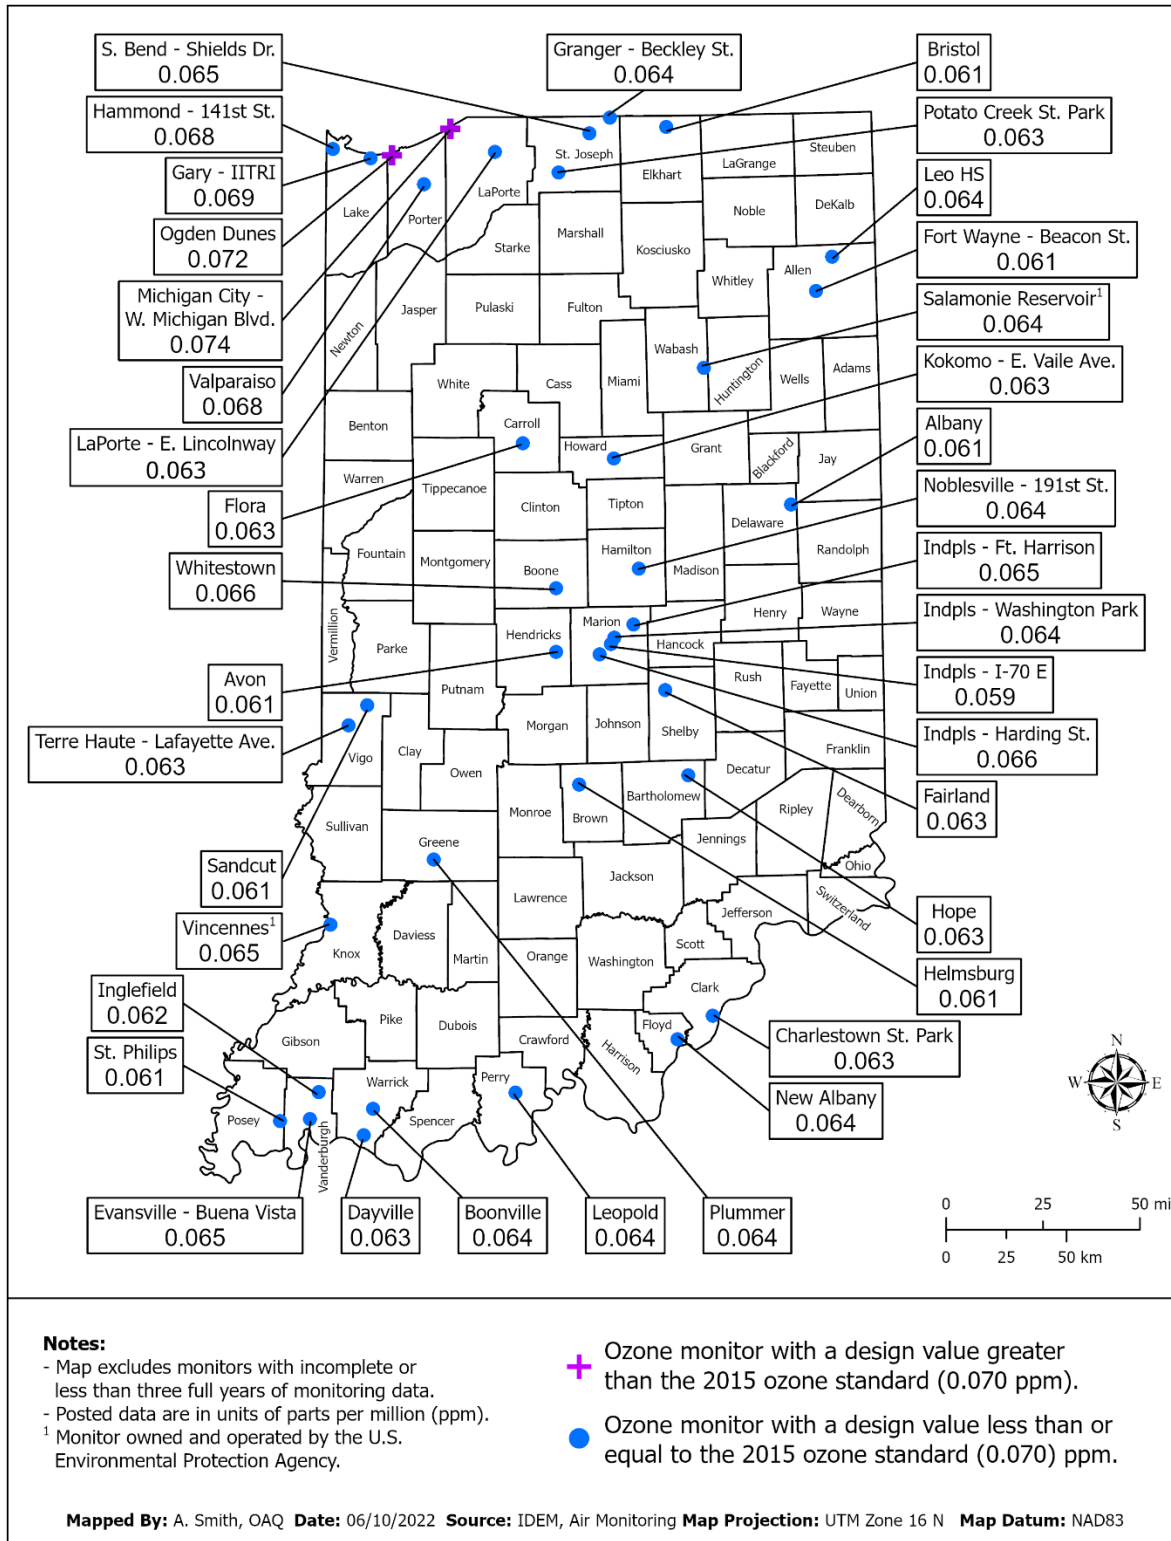 S. Bend - Shields Dr.
0.065
Granger - Beckley St.
0.064
Bristol
0.061
Hammond - 141st St.
0.068
Potato Creek St. Park
0.063
Gary - IITRI
0.069
Leo HS
0.064
Ogden Dunes
0.072
Fort Wayne - Beacon St.
0.061
Michigan City -
W. Michigan Blvd.
0.074
Salamonie Reservoir¹
0.064
Valparaiso
0.068
Kokomo - E. Vaile Ave.
0.063
LaPorte - E. Lincolnway
0.063
Albany
0.061
Flora
0.063
Noblesville - 191st St.
0.064
Whitestown
0.066
Indpls - Ft. Harrison
0.065
Indpls - Washington Park
0.064
Avon
0.061
Indpls - I-70 E
0.059
Terre Haute - Lafayette Ave.
0.063
Indpls - Harding St.
0.066
Fairland
0.063
Sandcut
0.061
Hope
0.063
Vincennes¹
0.065
Helmsburg
0.061
Inglefield
0.062
Charlestown St. Park
0.063
St. Philips
0.061
New Albany
0.064
Evansville - Buena Vista
0.065
Dayville
0.063
Boonville
0.064
Leopold
0.064
Plummer
0.064
Lake
Porter
LaPorte
St. Joseph
Elkhart
LaGrange
Steuben
Noble
DeKalb
Starke
Marshall
Kosciusko
Whitley
Allen
Newton
Jasper
Pulaski
Fulton
Wabash
Huntington
Wells
Adams
White
Cass
Miami
Benton
Carroll
Howard
Grant
Blackford
Jay
Warren
Tippecanoe
Clinton
Tipton
Delaware
Randolph
Fountain
Montgomery
Boone
Hamilton
Madison
Vermillion
Parke
Hendricks
Marion
Hancock
Henry
Wayne
Putnam
Rush
Fayette
Union
Vigo
Clay
Owen
Morgan
Johnson
Shelby
Franklin
Decatur
Sullivan
Greene
Monroe
Brown
Bartholomew
Jennings
Ripley
Dearborn
Ohio
Lawrence
Jackson
Switzerland
Jefferson
Knox
Daviess
Martin
Orange
Washington
Scott
Clark
Gibson
Pike
Dubois
Crawford
Harrison
Floyd
Posey
Vanderburgh
Warrick
Spencer
Perry
N
W
E
S
0 25 50 mi
0 25 50 km
Notes:
- Map excludes monitors with incomplete or
less than three full years of monitoring data.
- Posted data are in units of parts per million (ppm).
¹ Monitor owned and operated by the U.S.
Environmental Protection Agency.
Ozone monitor with a design value greater
than the 2015 ozone standard (0.070 ppm).
Ozone monitor with a design value less than or
equal to the 2015 ozone standard (0.070) ppm.
Mapped By: A. Smith, OAQ Date: 06/10/2022 Source: IDEM, Air Monitoring Map Projection: UTM Zone 16 N Map Datum: NAD83